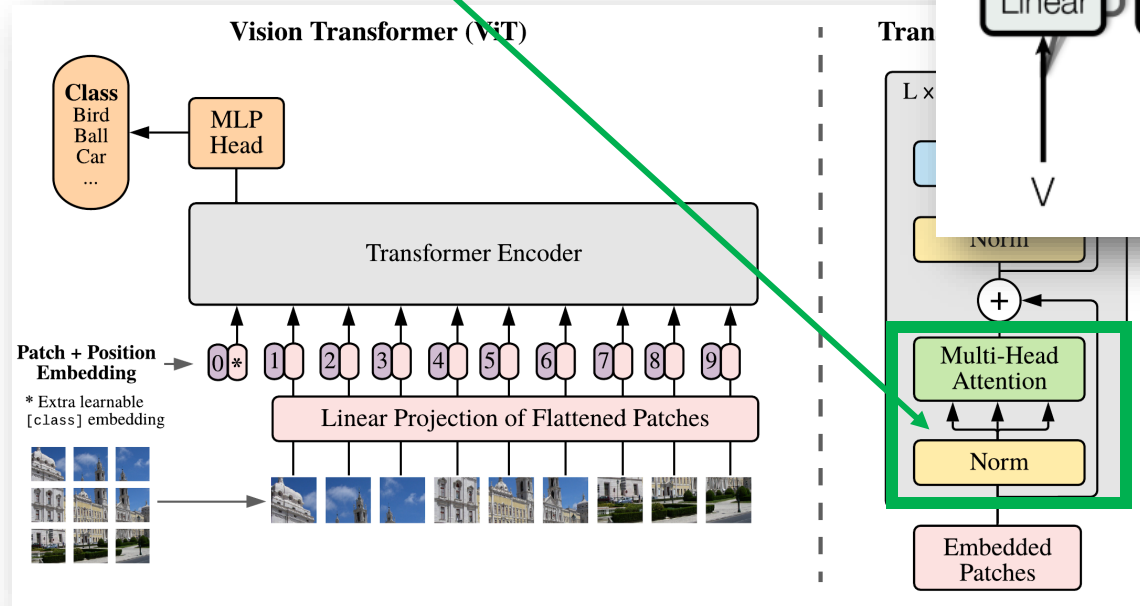 Vision Transformer (ViT)
Class
Bird
Ball
Car
...
MLP
Head
Transformer Encoder
Patch + Position
Embedding
0 * 1 2 3 4 5 6 7 8 9
* Extra learnable
[class] embedding
Linear Projection of Flattened Patches
Tran
L ×
Linear
V
Norm
+
Multi-Head
Attention
Norm
Embedded
Patches